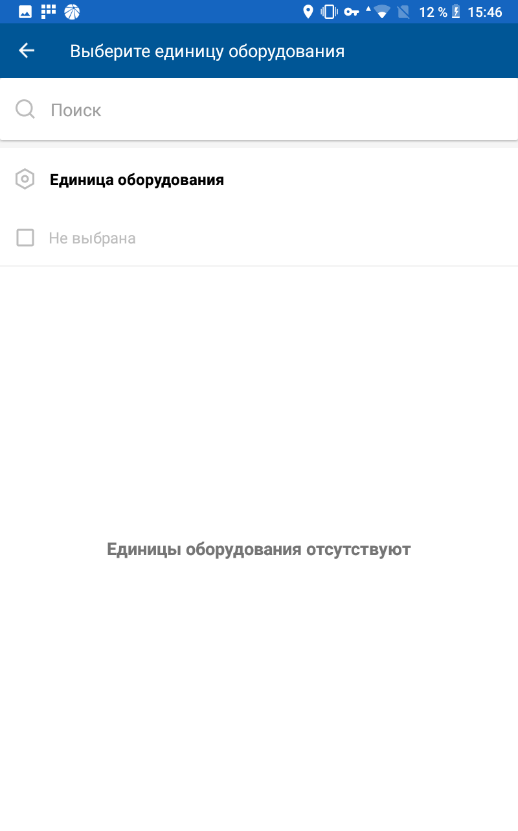 12 % 15:46
Выберите единицу оборудования
Поиск
Единица оборудования
Не выбрана
Единицы оборудования отсутствуют